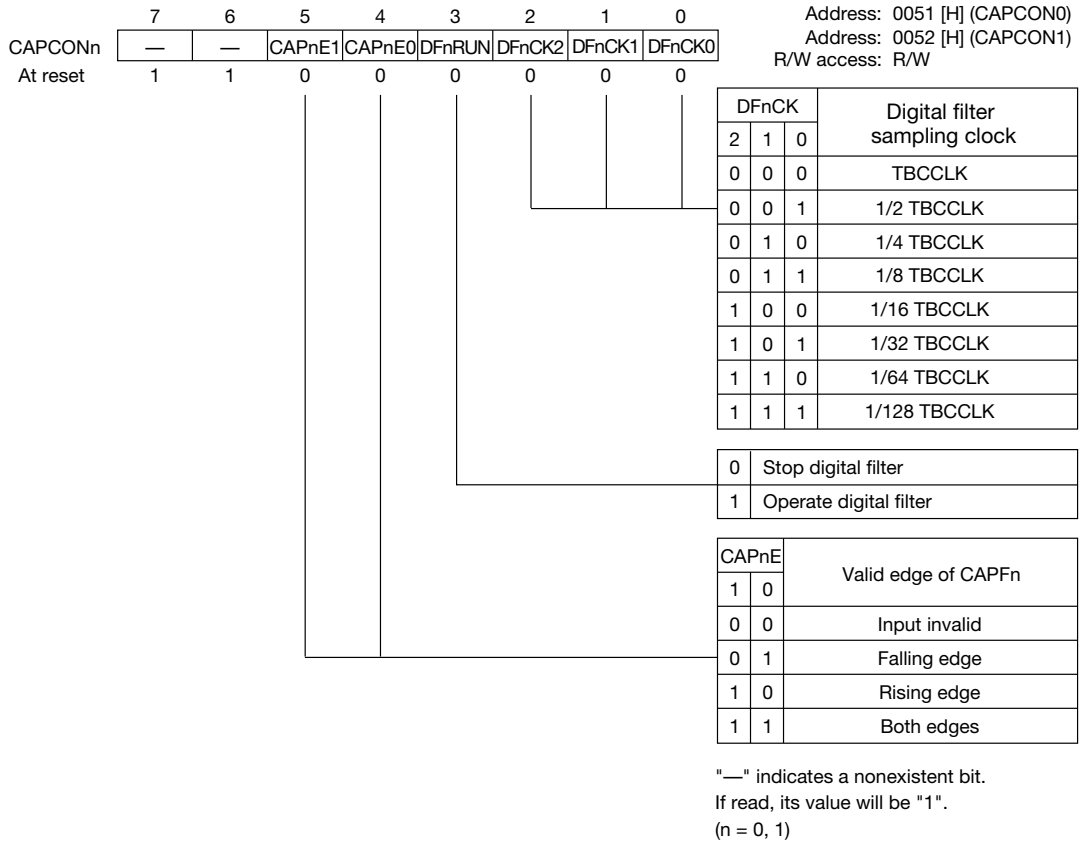 7 6 5 4 3 2 1 0
Address: 0051 [H] (CAPCON0)
Address: 0052 [H] (CAPCON1)
R/W access: R/W
CAPCONn — — CAPnE1 CAPnE0 DFnRUN DFnCK2 DFnCK1 DFnCK0
At reset 1 1 0 0 0 0 0 0
DFnCK Digital filter sampling clock
2 1 0
0 0 0 TBCCLK
0 0 1 1/2 TBCCLK
0 1 0 1/4 TBCCLK
0 1 1 1/8 TBCCLK
1 0 0 1/16 TBCCLK
1 0 1 1/32 TBCCLK
1 1 0 1/64 TBCCLK
1 1 1 1/128 TBCCLK
0 Stop digital filter
1 Operate digital filter
CAPnE Valid edge of CAPFn
1 0
0 0 Input invalid
0 1 Falling edge
1 0 Rising edge
1 1 Both edges
"—" indicates a nonexistent bit.
If read, its value will be "1".
(n = 0, 1)